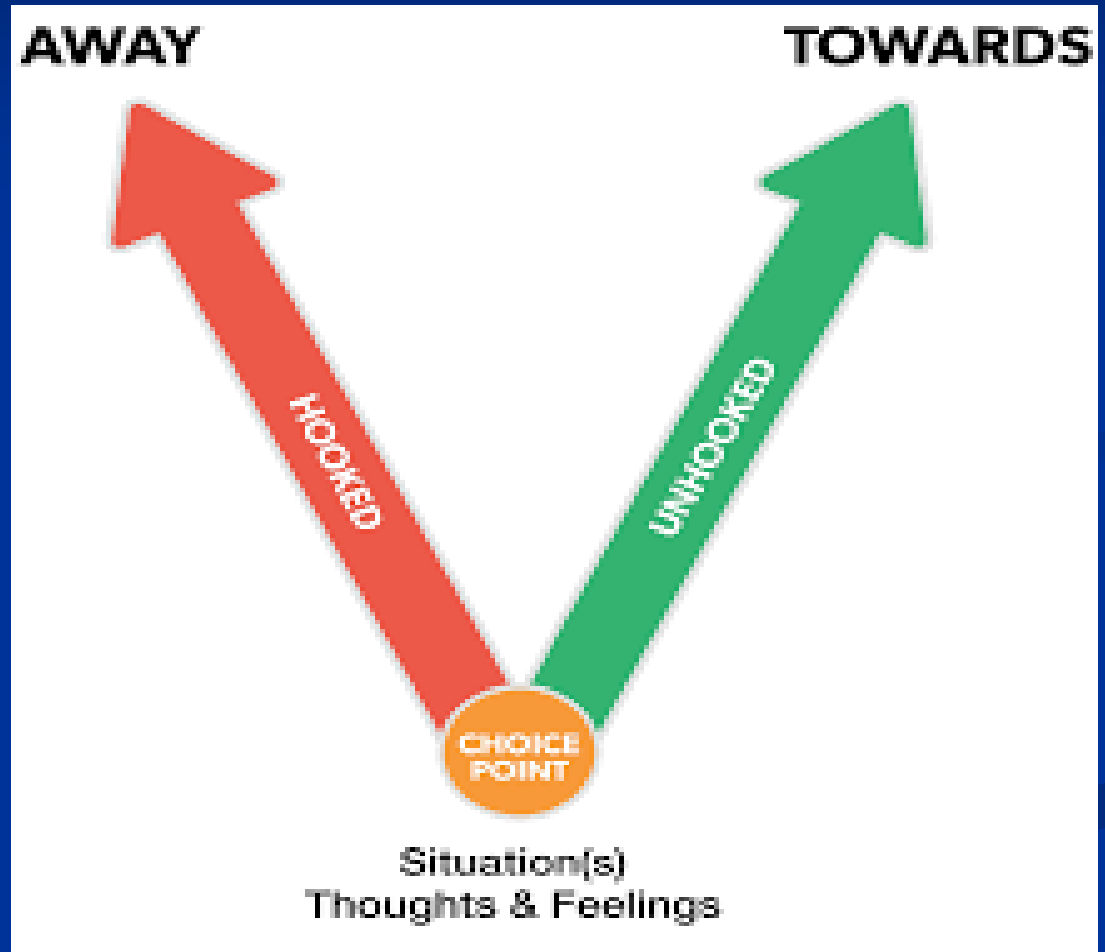 AWAY
TOWARDS
HOOKED
UNHOOKED
CHOICE
POINT
Situation(s)
Thoughts & Feelings